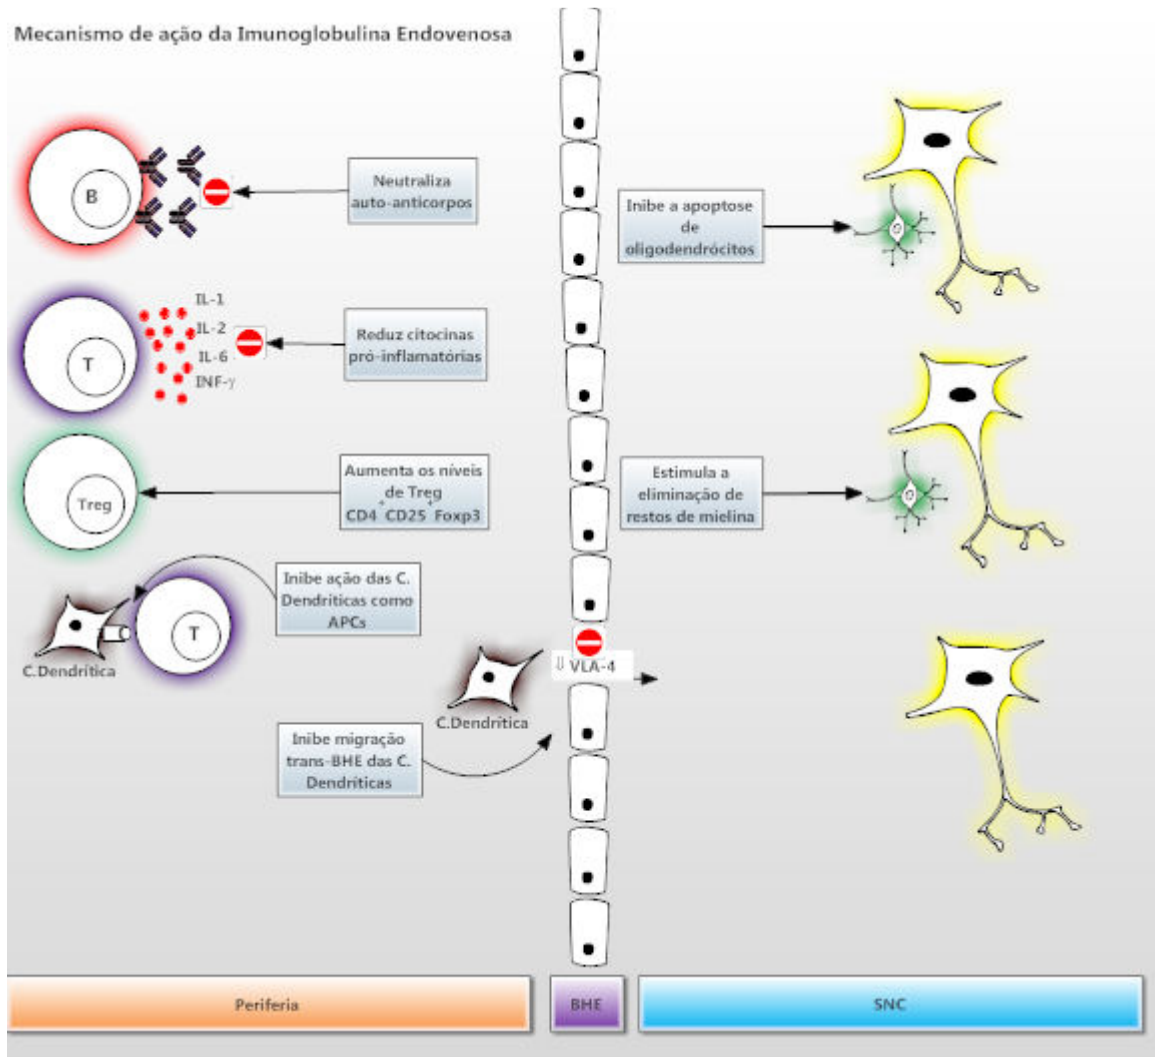 Mecanismo de ação da Imunoglobulina Endovenosa
B
Neutraliza
auto-anticorpos
T
IL-1
IL-2
IL-6
INF-γ
Reduz citocinas
pró-inflamatórias
Treg
Aumenta os níveis
de Treg
CD4⁺ CD25⁺ Foxp3
Inibe ação das C.
Dendríticas como
APCs
T
C.Dendrítica
C.Dendrítica
⇓ VLA-4
Inibe migração
trans-BHE das C.
Dendríticas
Inibe a apoptose
de
oligodendrócitos
Estimula a
eliminação de
restos de mielina
Periferia
BHE
SNC